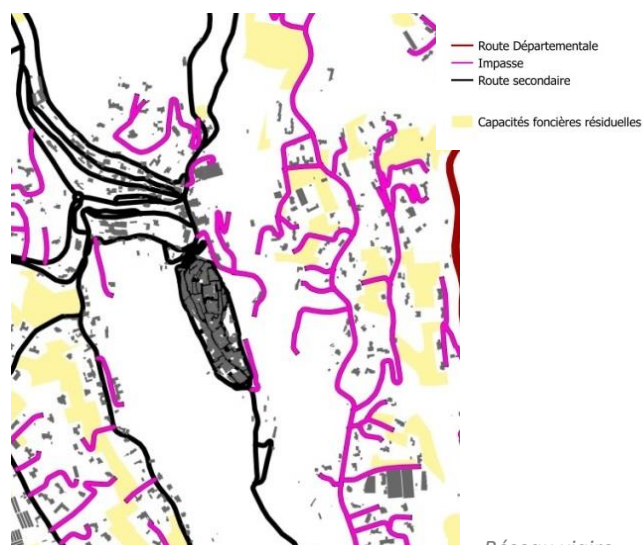 Route Départementale
Impasse
Route secondaire
Capacités foncières résiduelles